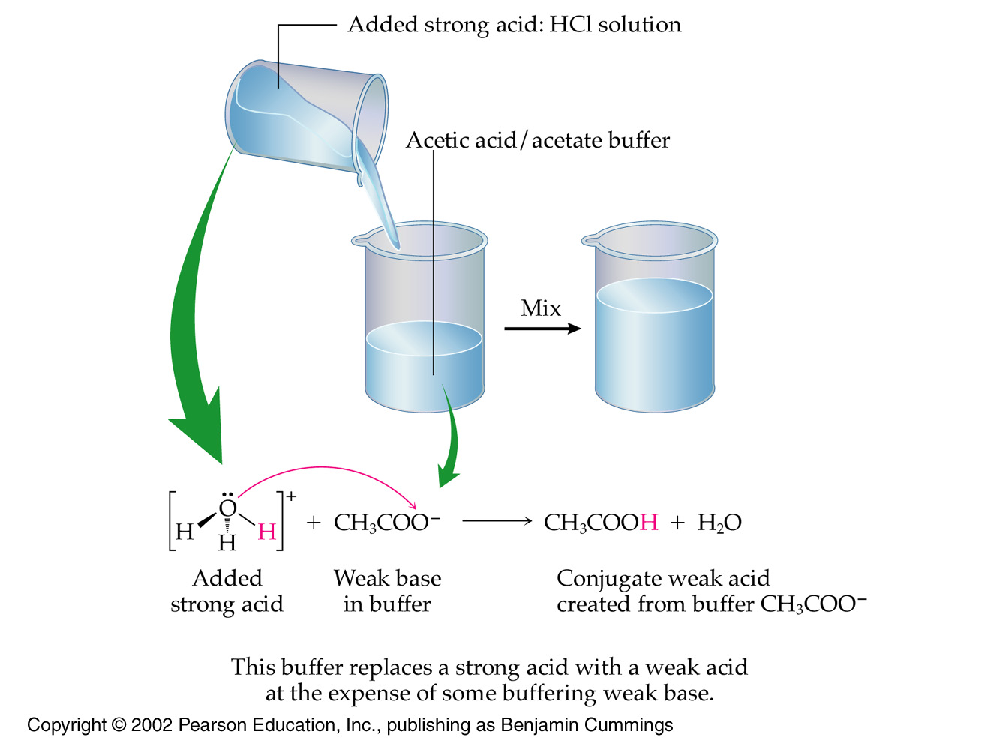 Added strong acid: HCl solution
Acetic acid/acetate buffer
Mix
[H O H H]+ + CH₃COO⁻ ⟶ CH₃COOH + H₂O
Added
strong acid
Weak base
in buffer
Conjugate weak acid
created from buffer CH₃COO⁻
This buffer replaces a strong acid with a weak acid
at the expense of some buffering weak base.
Copyright © 2002 Pearson Education, Inc., publishing as Benjamin Cummings